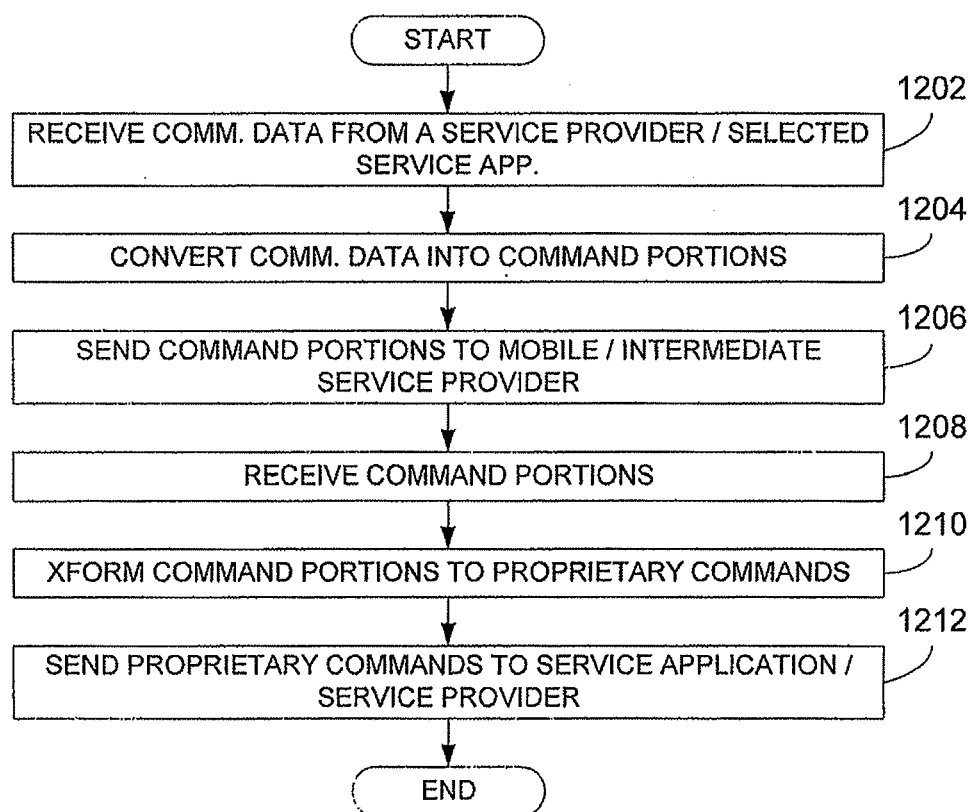 START
1202
RECEIVE COMM. DATA FROM A SERVICE PROVIDER / SELECTED
SERVICE APP.
1204
CONVERT COMM. DATA INTO COMMAND PORTIONS
1206
SEND COMMAND PORTIONS TO MOBILE / INTERMEDIATE
SERVICE PROVIDER
1208
RECEIVE COMMAND PORTIONS
1210
XFORM COMMAND PORTIONS TO PROPRIETARY COMMANDS
1212
SEND PROPRIETARY COMMANDS TO SERVICE APPLICATION /
SERVICE PROVIDER
END